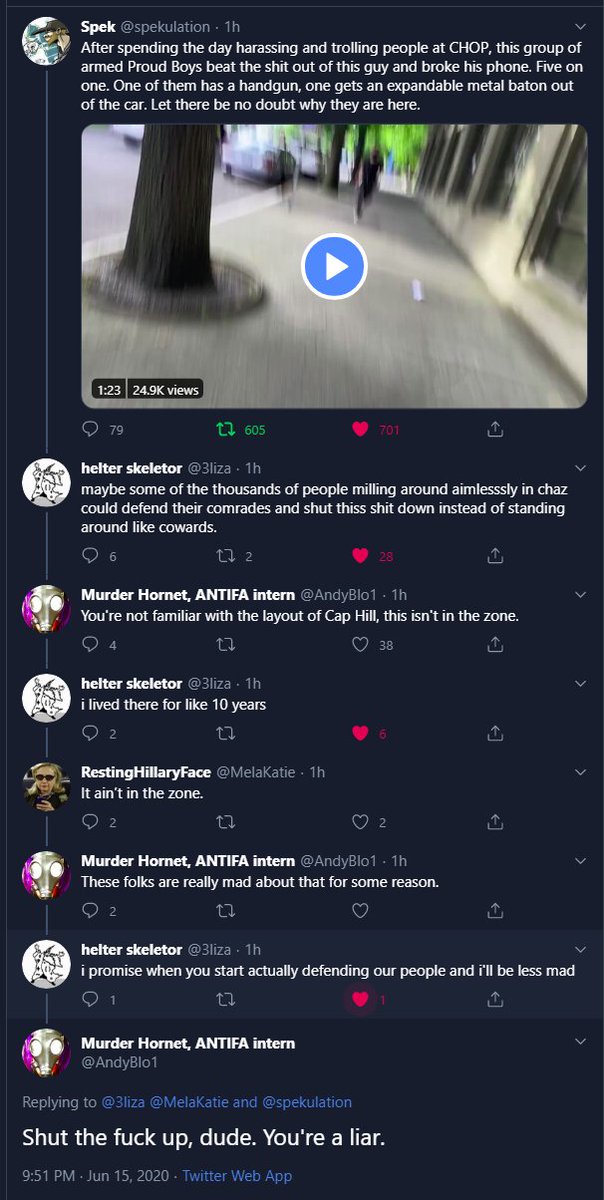 Spek @spekulation · 1h
After spending the day harassing and trolling people at CHOP, this group of
armed Proud Boys beat the shit out of this guy and broke his phone. Five on
one. One of them has a handgun, one gets an expandable metal baton out
of the car. Let there be no doubt why they are here.
1:23 24.9K views
79 605 701
helter skeletor @3liza · 1h
maybe some of the thousands of people milling around aimlesssly in chaz
could defend their comrades and shut thiss shit down instead of standing
around like cowards.
6 2 28
Murder Hornet, ANTIFA intern @AndyBlo1 · 1h
You're not familiar with the layout of Cap Hill, this isn't in the zone.
4 38
helter skeletor @3liza · 1h
i lived there for like 10 years
2 6
RestingHillaryFace @MelaKatie · 1h
It ain't in the zone.
2 2
Murder Hornet, ANTIFA intern @AndyBlo1 · 1h
These folks are really mad about that for some reason.
2
helter skeletor @3liza · 1h
i promise when you start actually defending our people and i'll be less mad
1 1
Murder Hornet, ANTIFA intern
@AndyBlo1
Replying to @3liza @MelaKatie and @spekulation
Shut the fuck up, dude. You're a liar.
9:51 PM · Jun 15, 2020 · Twitter Web App